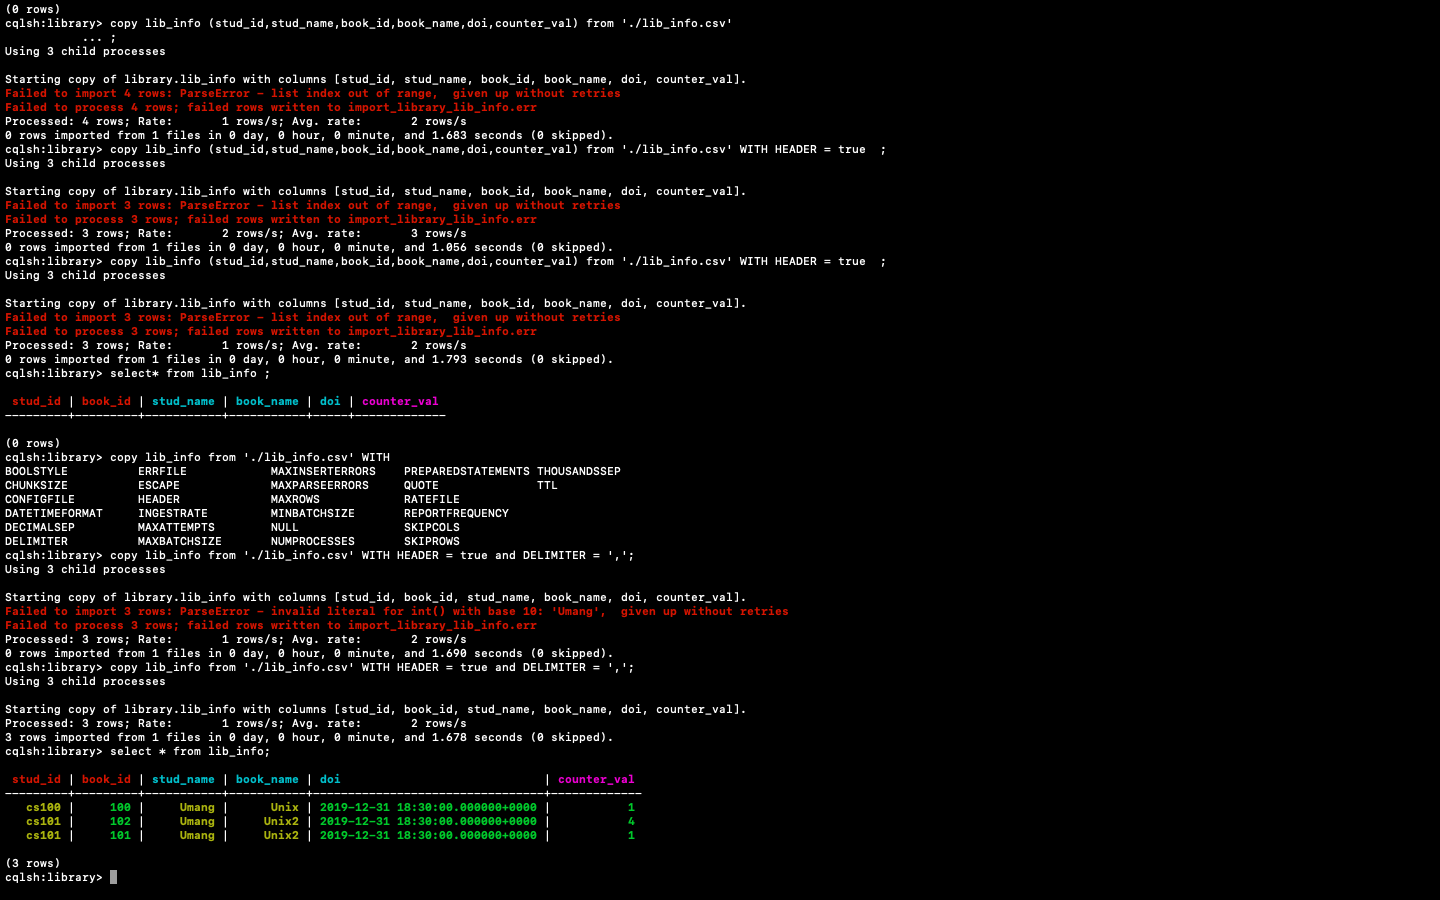 (0 rows)
cqlsh:library> copy lib_info (stud_id,stud_name,book_id,book_name,doi,counter_val) from './lib_info.csv'
           ... ;
Using 3 child processes

Starting copy of library.lib_info with columns [stud_id, stud_name, book_id, book_name, doi, counter_val].
Failed to import 4 rows: ParseError - list index out of range,  given up without retries
Failed to process 4 rows; failed rows written to import_library_lib_info.err
Processed: 4 rows; Rate:       1 rows/s; Avg. rate:       2 rows/s
0 rows imported from 1 files in 0 day, 0 hour, 0 minute, and 1.683 seconds (0 skipped).
cqlsh:library> copy lib_info (stud_id,stud_name,book_id,book_name,doi,counter_val) from './lib_info.csv' WITH HEADER = true  ;
Using 3 child processes

Starting copy of library.lib_info with columns [stud_id, stud_name, book_id, book_name, doi, counter_val].
Failed to import 3 rows: ParseError - list index out of range,  given up without retries
Failed to process 3 rows; failed rows written to import_library_lib_info.err
Processed: 3 rows; Rate:       2 rows/s; Avg. rate:       3 rows/s
0 rows imported from 1 files in 0 day, 0 hour, 0 minute, and 1.056 seconds (0 skipped).
cqlsh:library> copy lib_info (stud_id,stud_name,book_id,book_name,doi,counter_val) from './lib_info.csv' WITH HEADER = true  ;
Using 3 child processes

Starting copy of library.lib_info with columns [stud_id, stud_name, book_id, book_name, doi, counter_val].
Failed to import 3 rows: ParseError - list index out of range,  given up without retries
Failed to process 3 rows; failed rows written to import_library_lib_info.err
Processed: 3 rows; Rate:       1 rows/s; Avg. rate:       2 rows/s
0 rows imported from 1 files in 0 day, 0 hour, 0 minute, and 1.793 seconds (0 skipped).
cqlsh:library> select* from lib_info ;

 stud_id | book_id | stud_name | book_name | doi | counter_val
---------+---------+-----------+-----------+-----+-------------

(0 rows)
cqlsh:library> copy lib_info from './lib_info.csv' WITH
BOOLSTYLE          ERRFILE            MAXINSERTERRORS    PREPAREDSTATEMENTS THOUSANDSSEP
CHUNKSIZE          ESCAPE             MAXPARSEERRORS     QUOTE              TTL
CONFIGFILE         HEADER             MAXROWS            RATEFILE
DATETIMEFORMAT     INGESTRATE         MINBATCHSIZE       REPORTFREQUENCY
DECIMALSEP         MAXATTEMPTS        NULL               SKIPCOLS
DELIMITER          MAXBATCHSIZE       NUMPROCESSES       SKIPROWS
cqlsh:library> copy lib_info from './lib_info.csv' WITH HEADER = true and DELIMITER = ',';
Using 3 child processes

Starting copy of library.lib_info with columns [stud_id, book_id, stud_name, book_name, doi, counter_val].
Failed to import 3 rows: ParseError - invalid literal for int() with base 10: 'Umang',  given up without retries
Failed to process 3 rows; failed rows written to import_library_lib_info.err
Processed: 3 rows; Rate:       1 rows/s; Avg. rate:       2 rows/s
0 rows imported from 1 files in 0 day, 0 hour, 0 minute, and 1.690 seconds (0 skipped).
cqlsh:library> copy lib_info from './lib_info.csv' WITH HEADER = true and DELIMITER = ',';
Using 3 child processes

Starting copy of library.lib_info with columns [stud_id, book_id, stud_name, book_name, doi, counter_val].
Processed: 3 rows; Rate:       1 rows/s; Avg. rate:       2 rows/s
3 rows imported from 1 files in 0 day, 0 hour, 0 minute, and 1.678 seconds (0 skipped).
cqlsh:library> select * from lib_info;

 stud_id | book_id | stud_name | book_name | doi                             | counter_val
---------+---------+-----------+-----------+---------------------------------+-------------
   cs100 |     100 |     Umang |      Unix | 2019-12-31 18:30:00.000000+0000 |           1
   cs101 |     102 |     Umang |     Unix2 | 2019-12-31 18:30:00.000000+0000 |           4
   cs101 |     101 |     Umang |     Unix2 | 2019-12-31 18:30:00.000000+0000 |           1

(3 rows)
cqlsh:library>